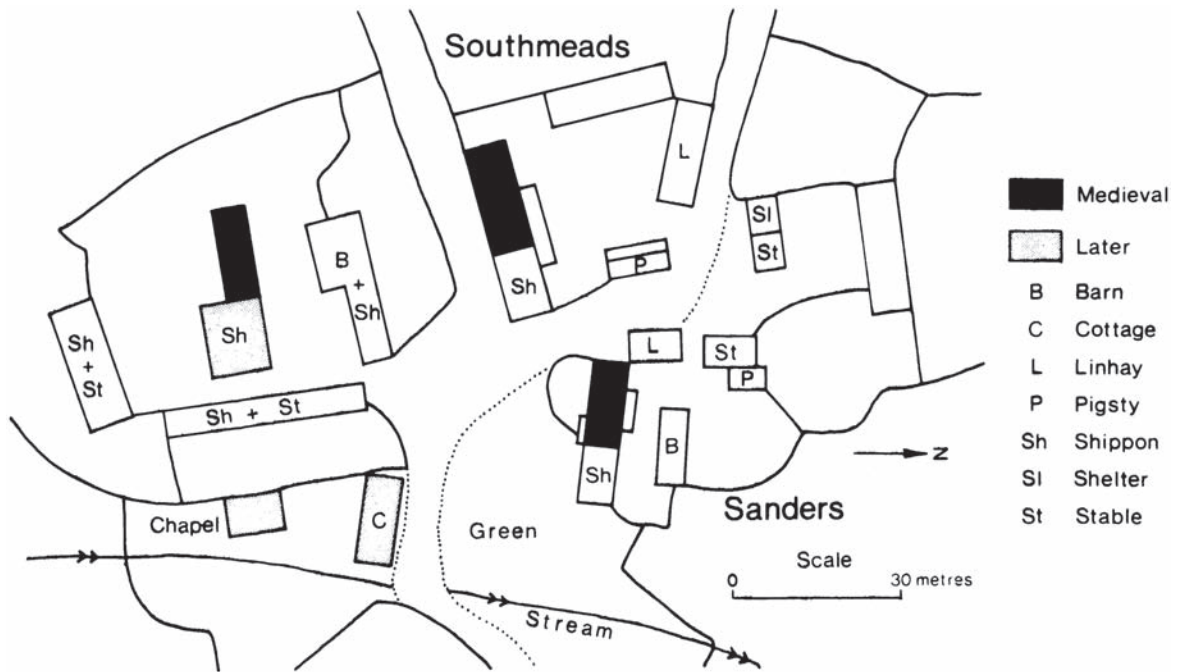 Southmeads
L
Sl
St
B
+
Sh
Sh
P
Sh
Sh
+
St
L
St
P
Sh + St
B
Sh
Chapel
C
Green
Sanders
Stream
N
Scale
0 30 metres
Medieval
Later
B Barn
C Cottage
L Linhay
P Pigsty
Sh Shippon
Sl Shelter
St Stable